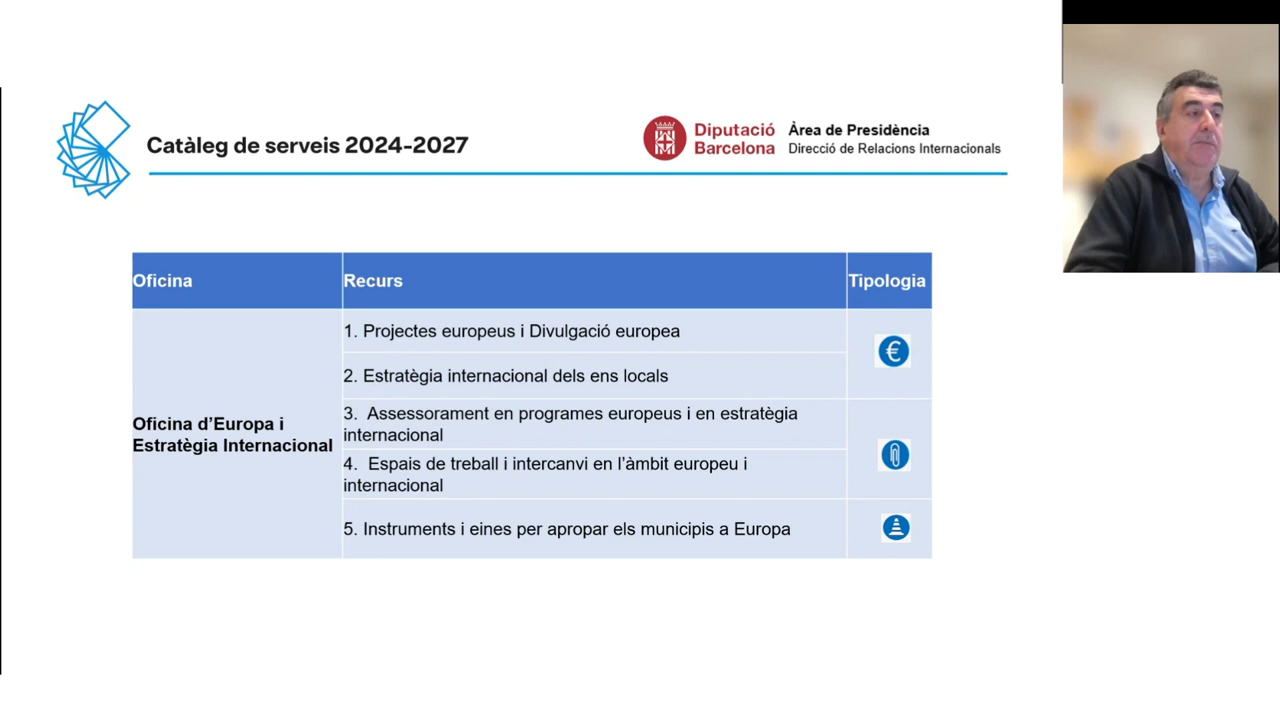 Catàleg de serveis 2024-2027
Diputació
Barcelona
Àrea de Presidència
Direcció de Relacions Internacionals
Oficina
Recurs
Tipologia
Oficina d’Europa i
Estratègia Internacional
1. Projectes europeus i Divulgació europea
€
2. Estratègia internacional dels ens locals
3. Assessorament en programes europeus i en estratègia
internacional
4. Espais de treball i intercanvi en l’àmbit europeu i
internacional
5. Instruments i eines per apropar els municipis a Europa